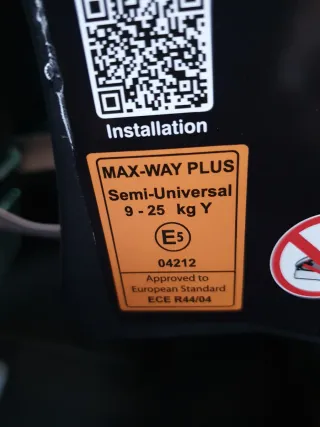 Installation
MAX-WAY PLUS
Semi-Universal
9 - 25 kg Y
E5
04212
Approved to
European Standard
ECE R44/04